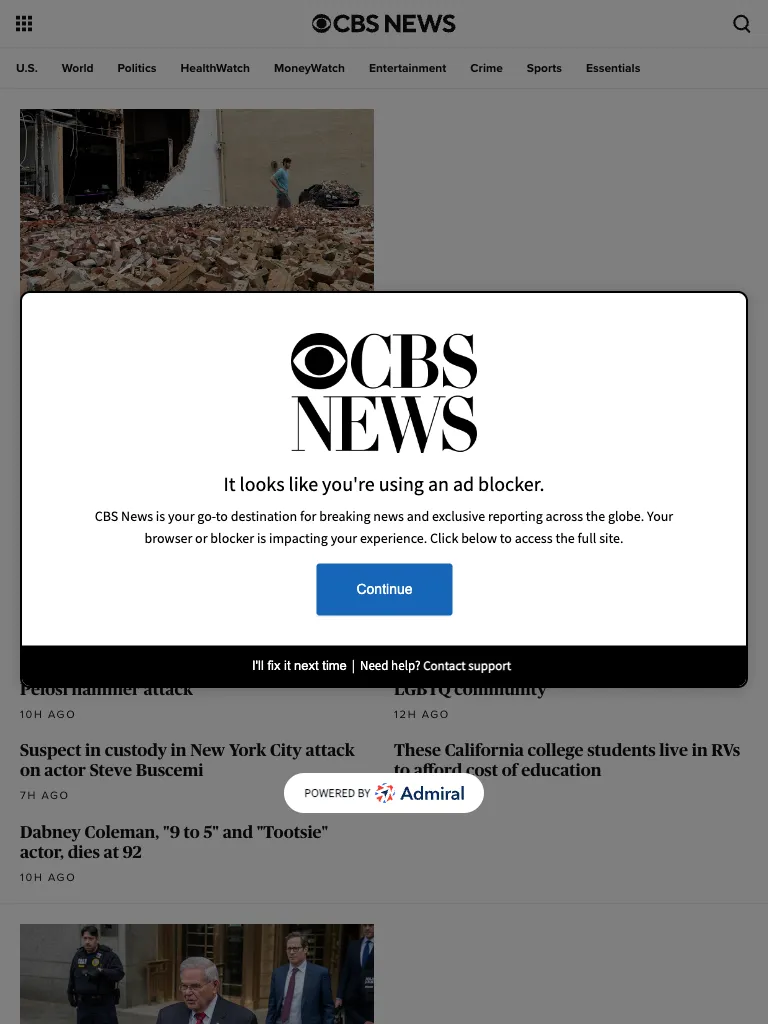 CBS NEWS
U.S. World Politics HealthWatch MoneyWatch Entertainment Crime Sports Essentials
CBS
NEWS
It looks like you're using an ad blocker.
CBS News is your go-to destination for breaking news and exclusive reporting across the globe. Your
browser or blocker is impacting your experience. Click below to access the full site.
Continue
I'll fix it next time | Need help? Contact support
Pelosi hammer attack
10H AGO
LGBTQ community
12H AGO
Suspect in custody in New York City attack
on actor Steve Buscemi
7H AGO
These California college students live in RVs
to afford cost of education
POWERED BY Admiral
Dabney Coleman, "9 to 5" and "Tootsie"
actor, dies at 92
10H AGO